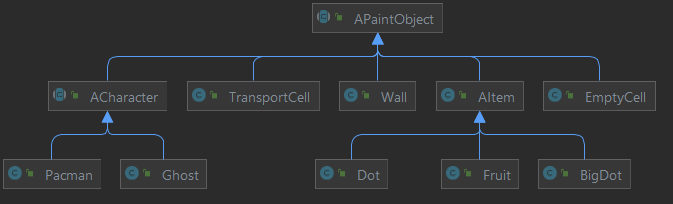 APaintObject
ACharacter TransportCell Wall AItem EmptyCell
Pacman Ghost Dot Fruit BigDot